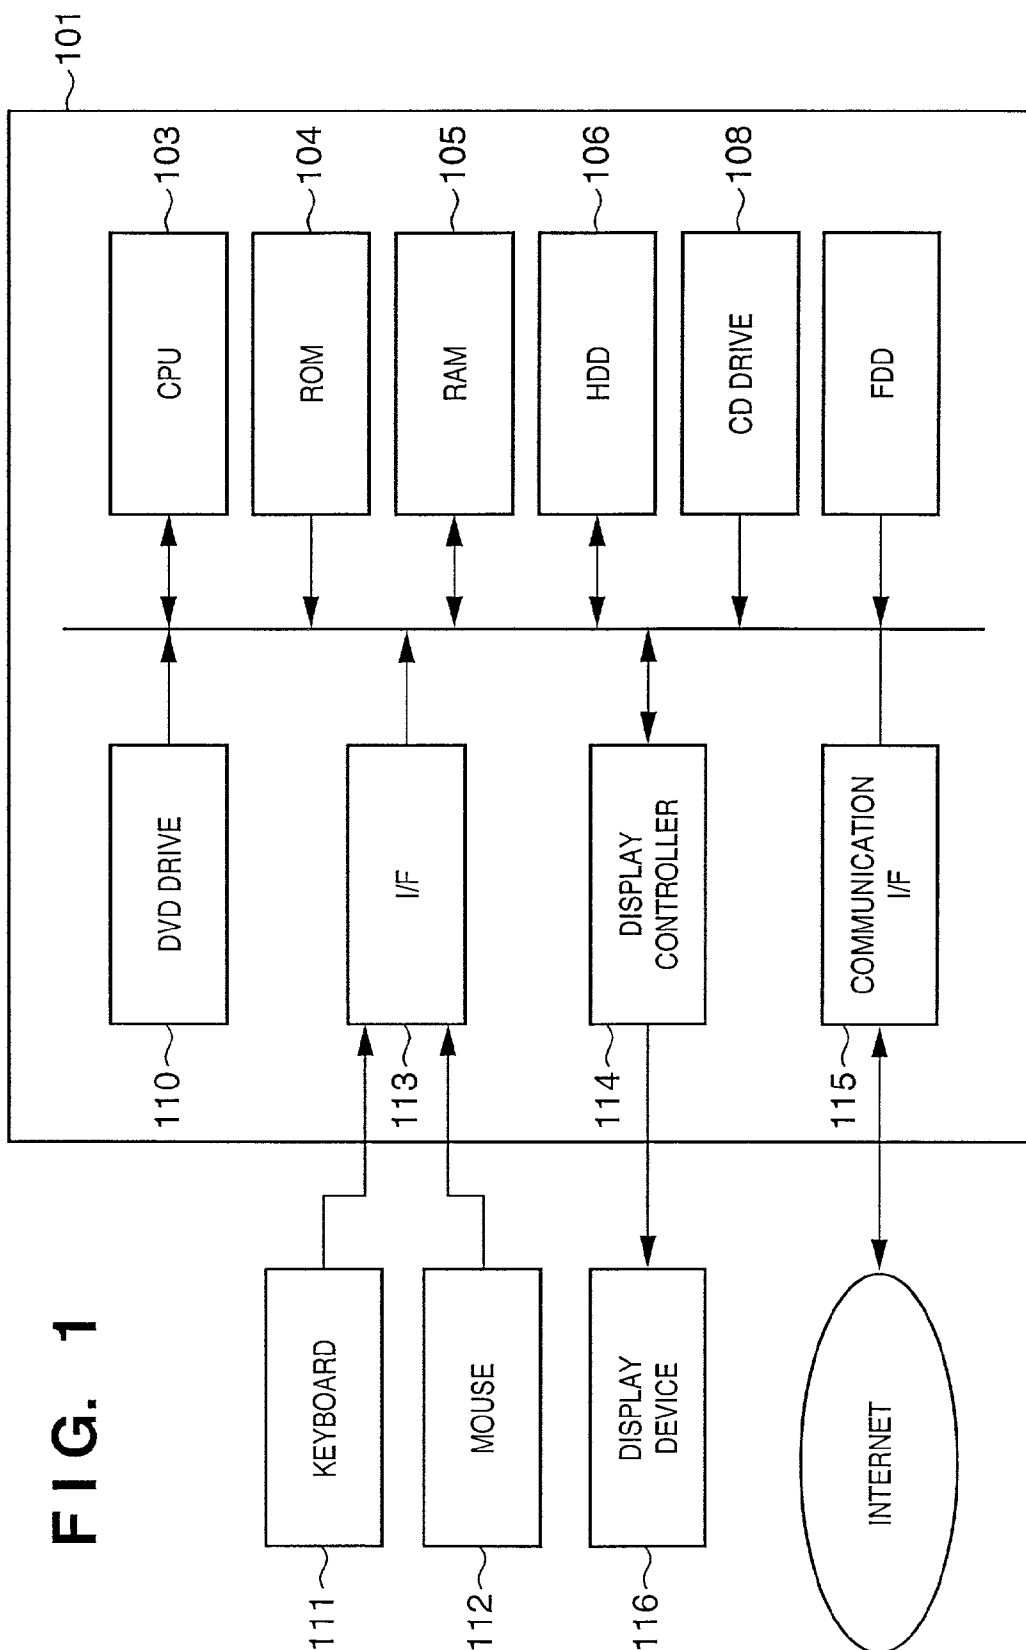 FIG. 1
101
103
104
105
106
108
CPU
ROM
RAM
HDD
CD DRIVE
FDD
DVD DRIVE
I/F
DISPLAY
CONTROLLER
COMMUNICATION
I/F
110
113
114
115
KEYBOARD
MOUSE
DISPLAY
DEVICE
INTERNET
111
112
116